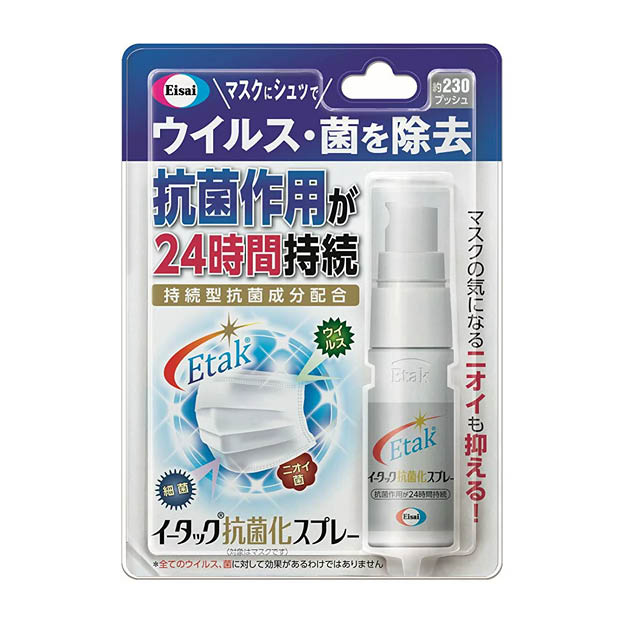 Eisai
マスクにシュッで
約230
プッシュ
ウイルス・菌を除去
抗菌作用が
24時間持続
持続型抗菌成分配合
マスクの気になるニオイも抑える!
Etak®
ウイルス
細菌
ニオイ菌
イータック®抗菌化スプレー
(対象はマスクです)
*全てのウイルス、菌に対して効果があるわけではありません
Etak
Etak®
イータック抗菌化スプレー
抗菌作用が24時間持続
Eisai